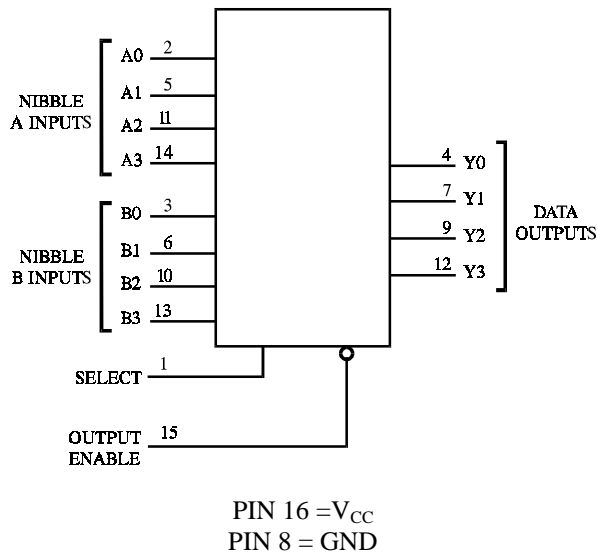 NIBBLE
A INPUTS
A0 2
A1 5
A2 11
A3 14
NIBBLE
B INPUTS
B0 3
B1 6
B2 10
B3 13
4 Y0
7 Y1
9 Y2
12 Y3
DATA
OUTPUTS
SELECT 1
OUTPUT
ENABLE
15
PIN 16 =VCC
PIN 8 = GND